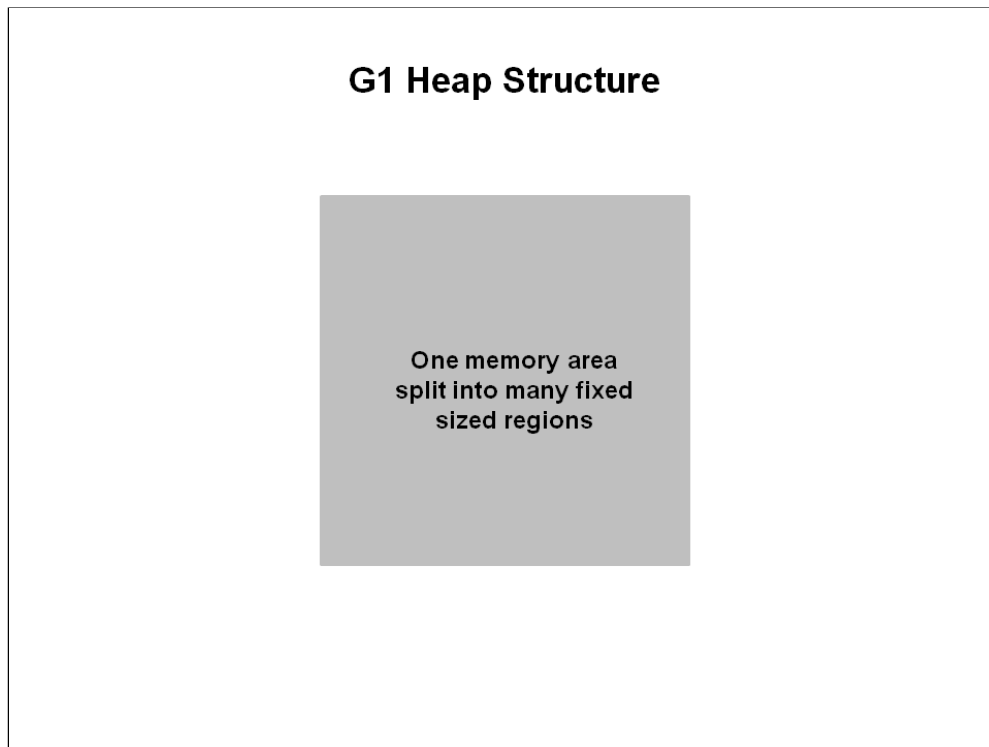 G1 Heap Structure
One memory area
split into many fixed
sized regions